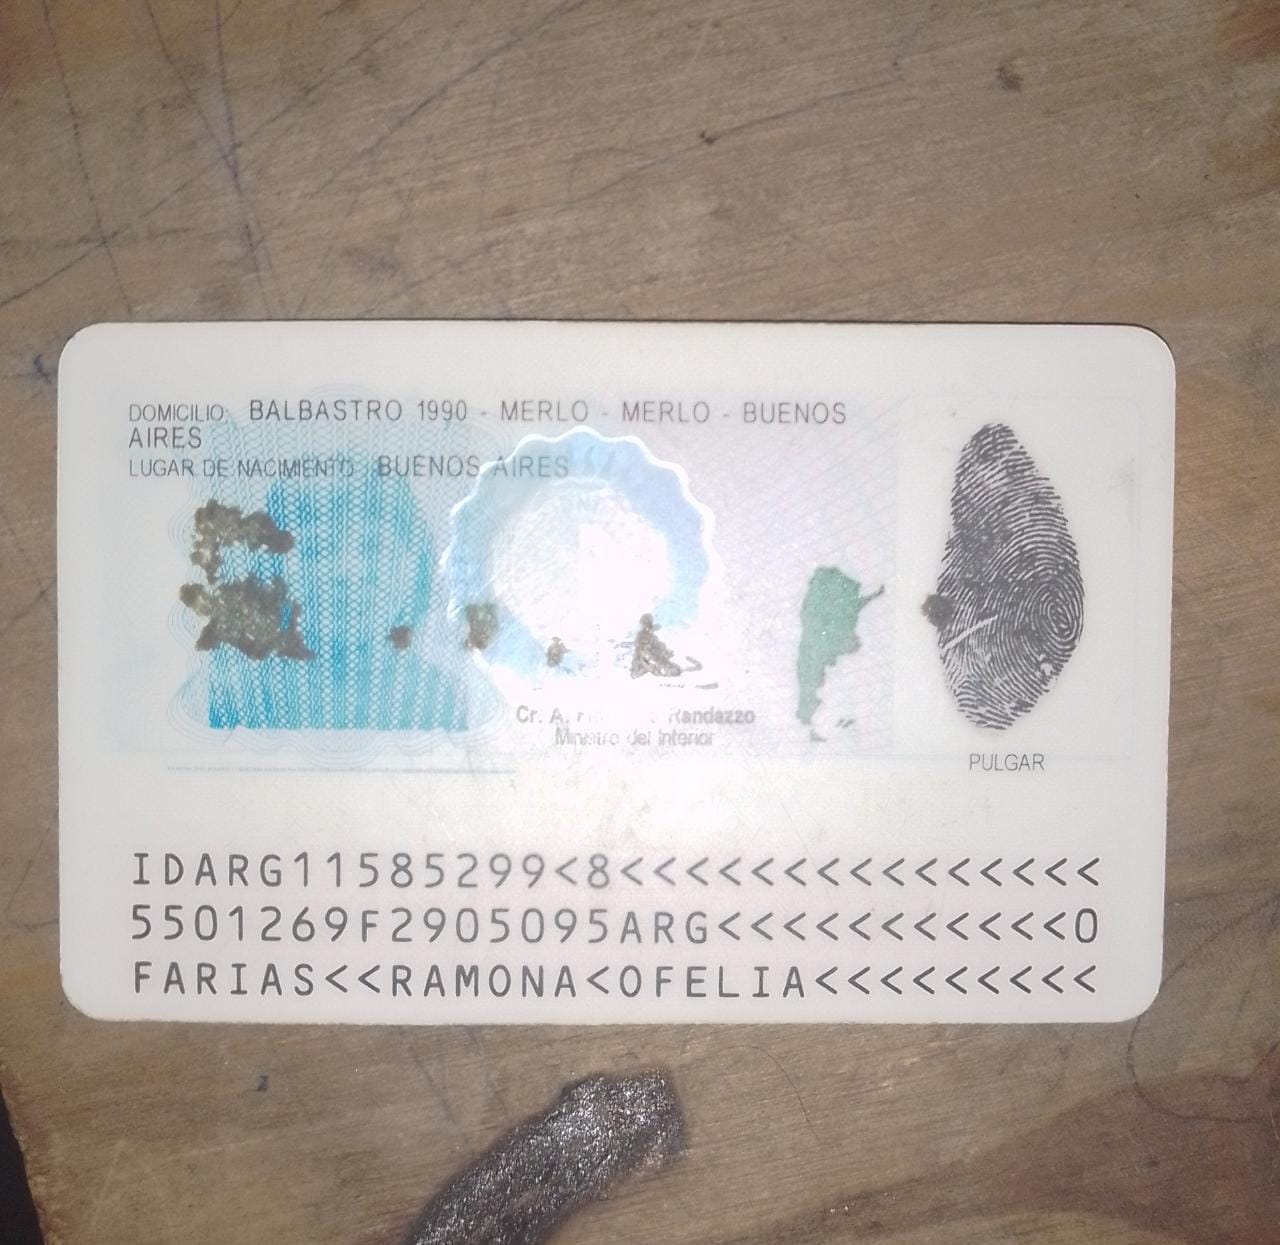 DOMICILIO: BALBASTRO 1990 - MERLO - MERLO - BUENOS
AIRES
LUGAR DE NACIMIENTO: BUENOS AIRES
Cr. A. Randazzo
Ministro del Interior
PULGAR
IDARG11585299<8<<<<<<<<<<<<<<<
5501269F2905095ARG<<<<<<<<<<<0
FARIAS<<RAMONA<OFELIA<<<<<<<<<